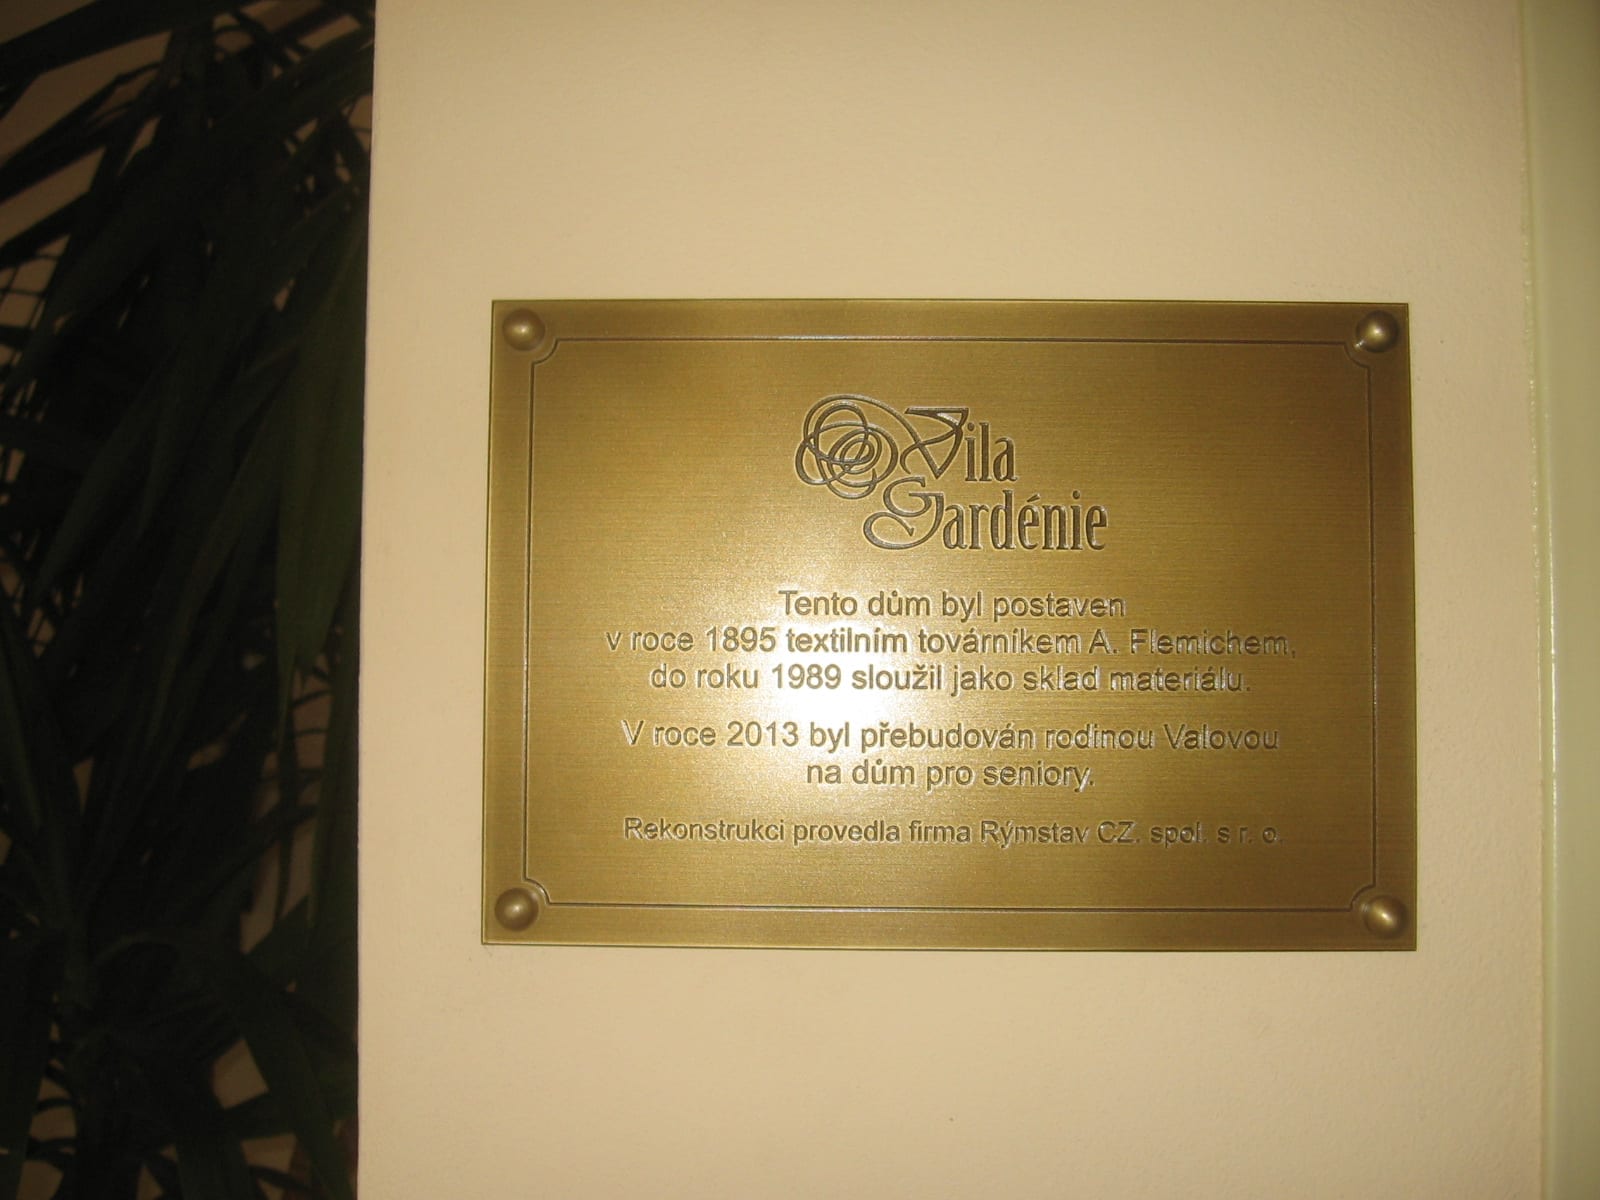 Vila
Gardénie
Tento dům byl postaven
v roce 1895 textilním továrníkem A. Flemichem,
do roku 1989 sloužil jako sklad materiálu.
V roce 2013 byl přebudován rodinou Valovou
na dům pro seniory.
Rekonstrukci provedla firma Rýmstav CZ. spol. s r. o.